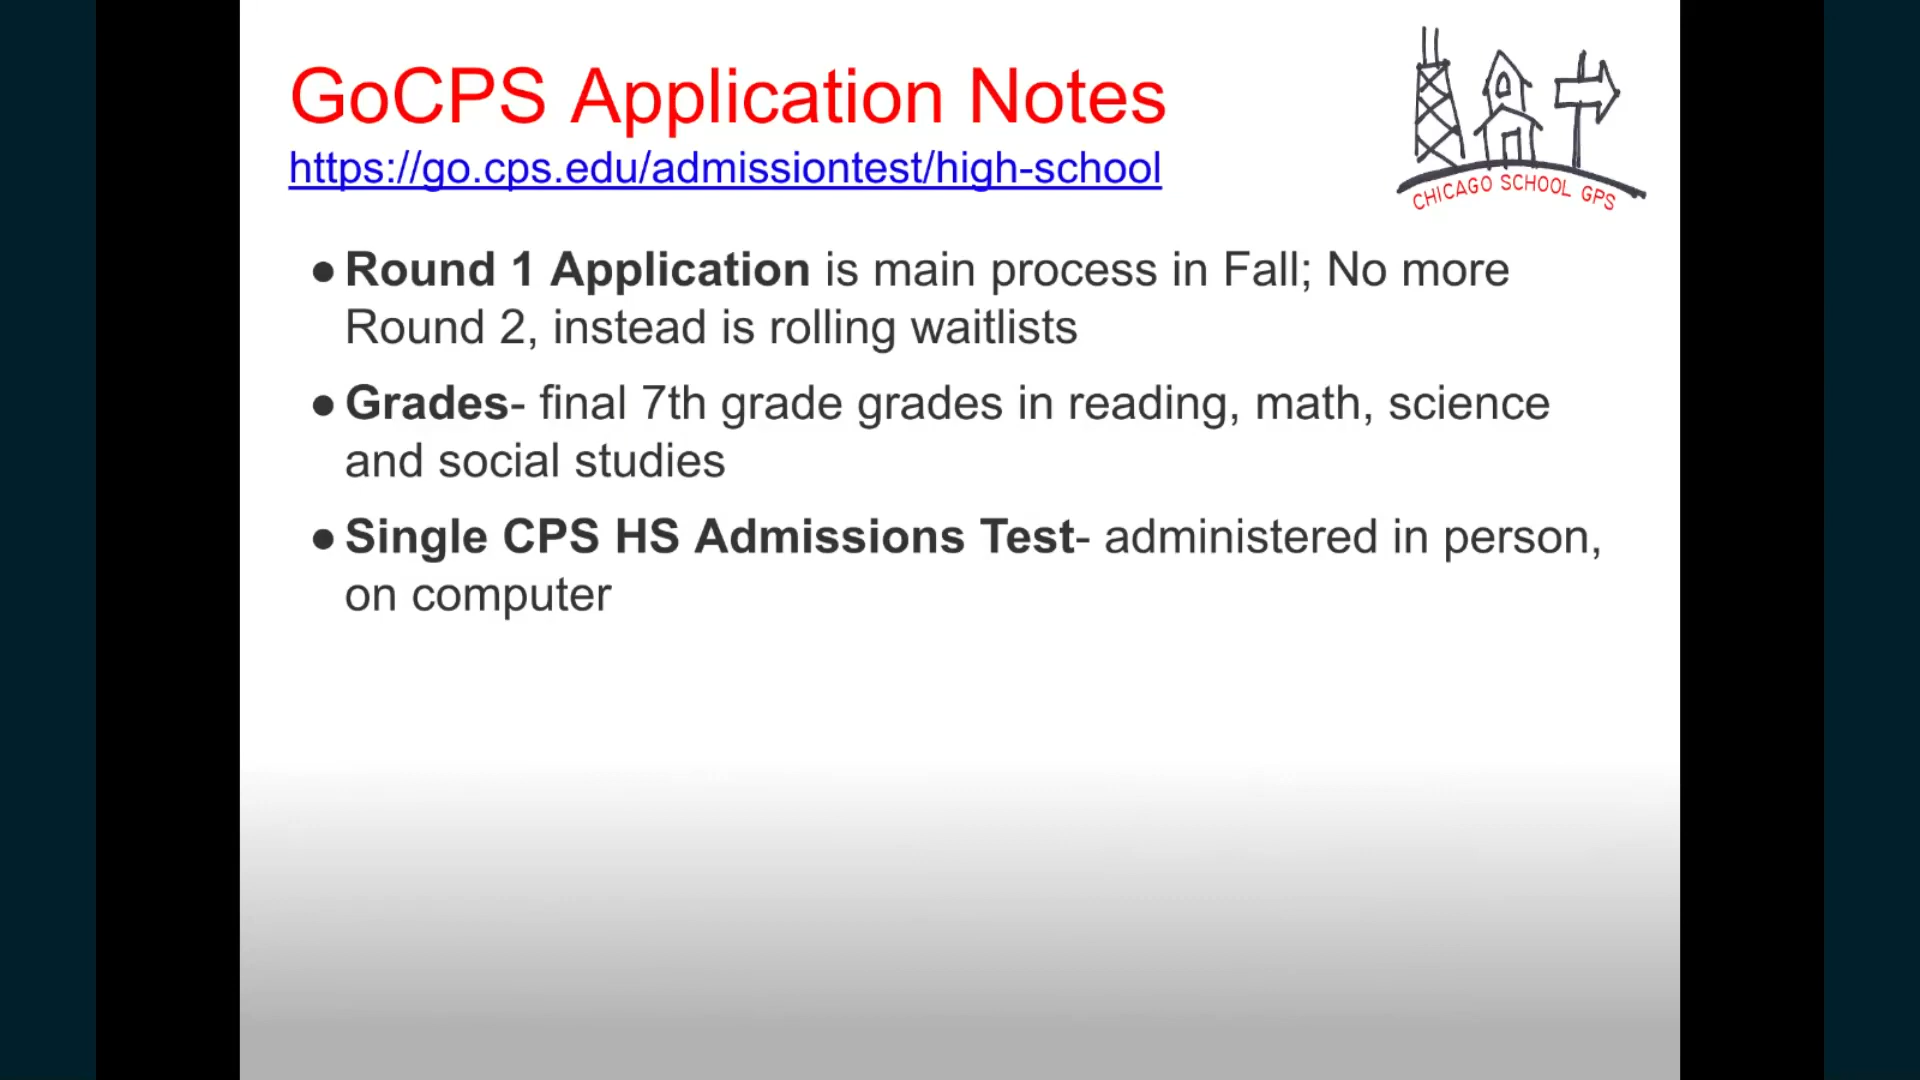 GoCPS Application Notes
https://go.cps.edu/admissiontest/high-school
CHICAGO SCHOOL GPS
● Round 1 Application is main process in Fall; No more
Round 2, instead is rolling waitlists
● Grades- final 7th grade grades in reading, math, science
and social studies
● Single CPS HS Admissions Test- administered in person,
on computer